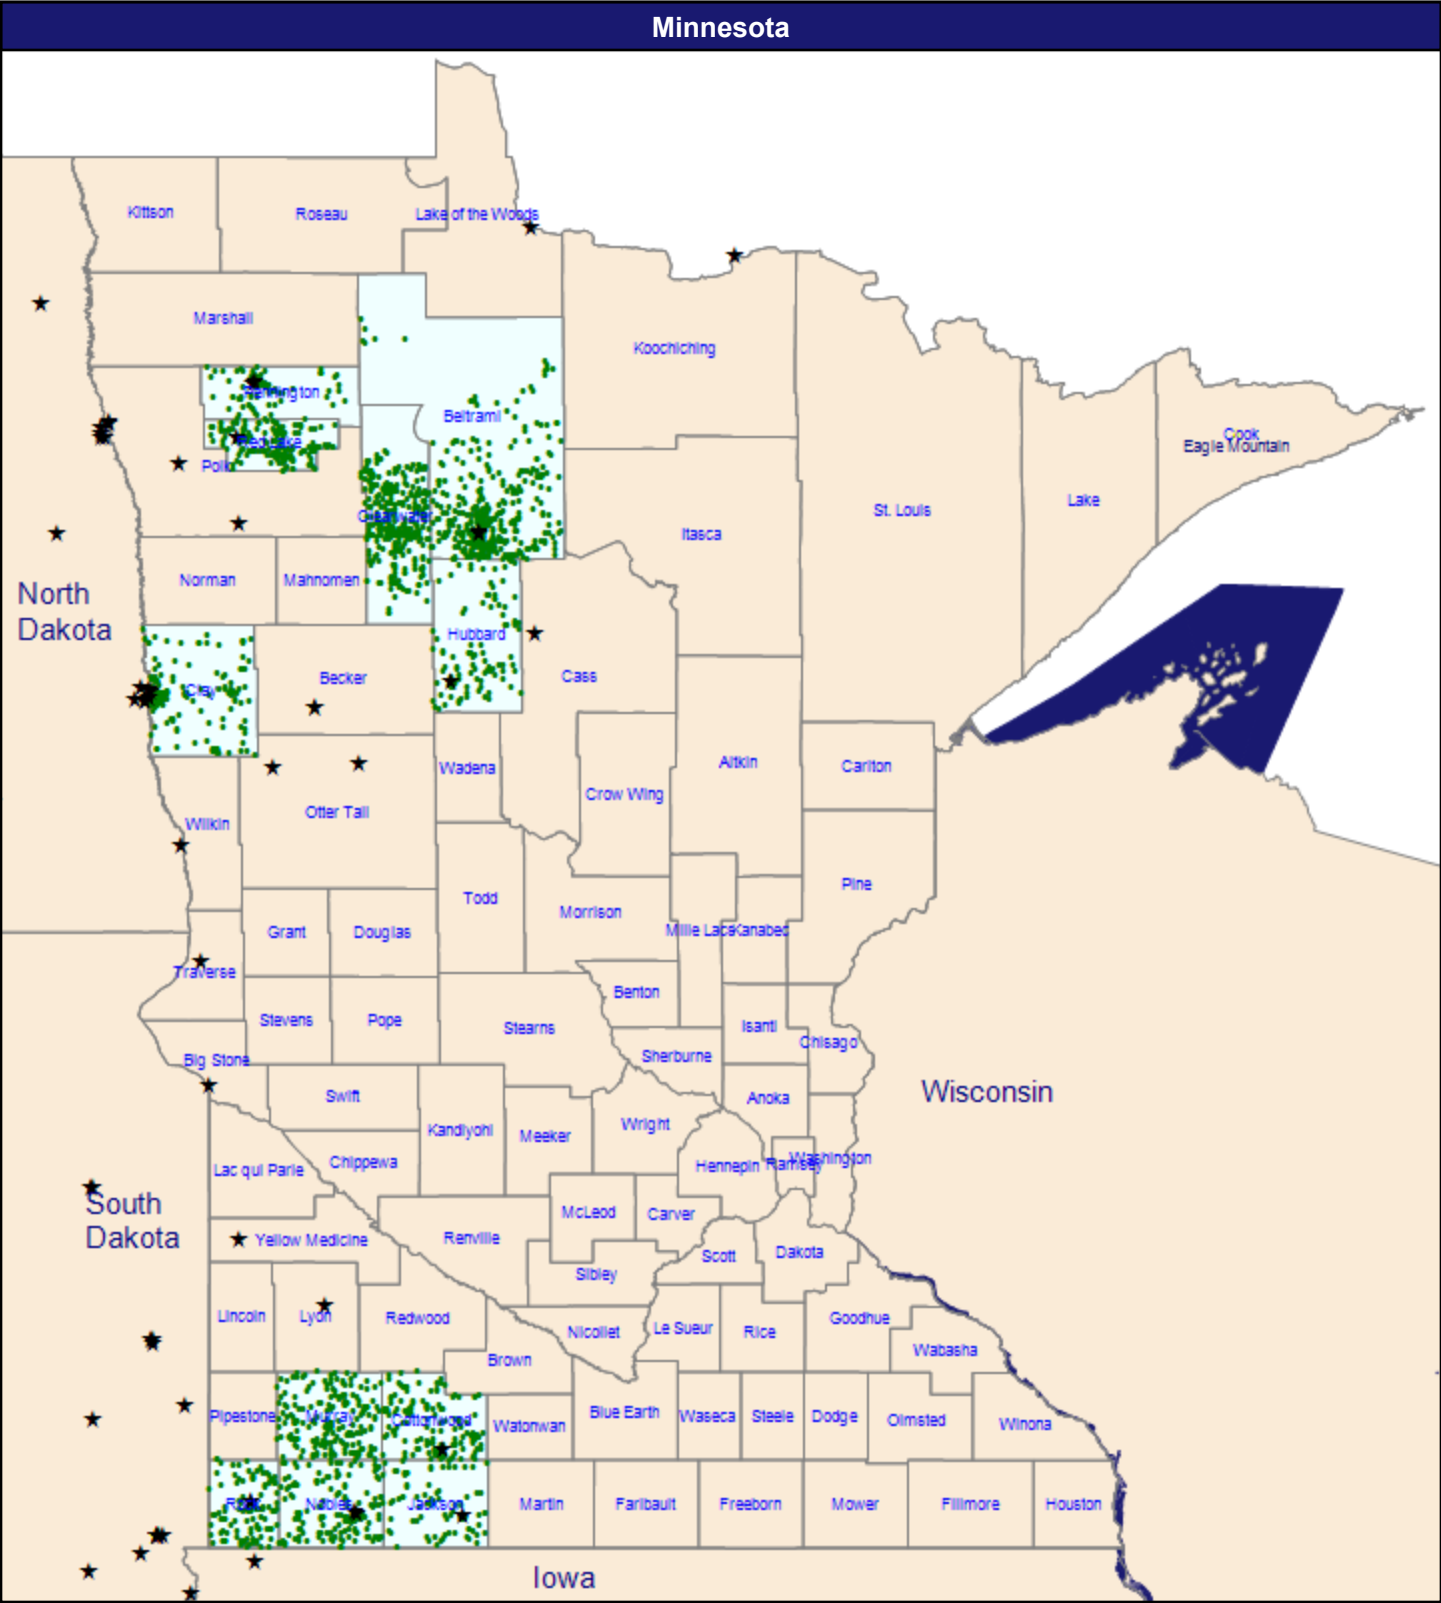 Minnesota
Kittson
Roseau
Lake of the Woods
Marshall
Koochiching
Pennington
Beltrami
Cook
Eagle Mountain
Red Lake
Polk
Lake
St. Louis
Clearwater
Itasca
Norman
Mahnomen
North
Dakota
Hubbard
Cass
Becker
Clay
Aitkin
Carlton
Wadena
Crow Wing
Otter Tail
Wilkin
Pine
Todd
Morrison
Mille Lacs
Kanabec
Grant
Douglas
Traverse
Benton
Stevens
Pope
Stearns
Isanti
Chisago
Big Stone
Sherburne
Swift
Anoka
Wisconsin
Kandiyohi
Meeker
Wright
Lac qui Parle
Chippewa
Hennepin
Ramsey
Washington
South
Dakota
McLeod
Carver
Yellow Medicine
Renville
Scott
Dakota
Sibley
Lincoln
Lyon
Redwood
Nicollet
Le Sueur
Rice
Goodhue
Brown
Wabasha
Pipestone
Murray
Cottonwood
Watonwan
Blue Earth
Waseca
Steele
Dodge
Olmsted
Winona
Rock
Nobles
Jackson
Martin
Faribault
Freeborn
Mower
Fillmore
Houston
Iowa